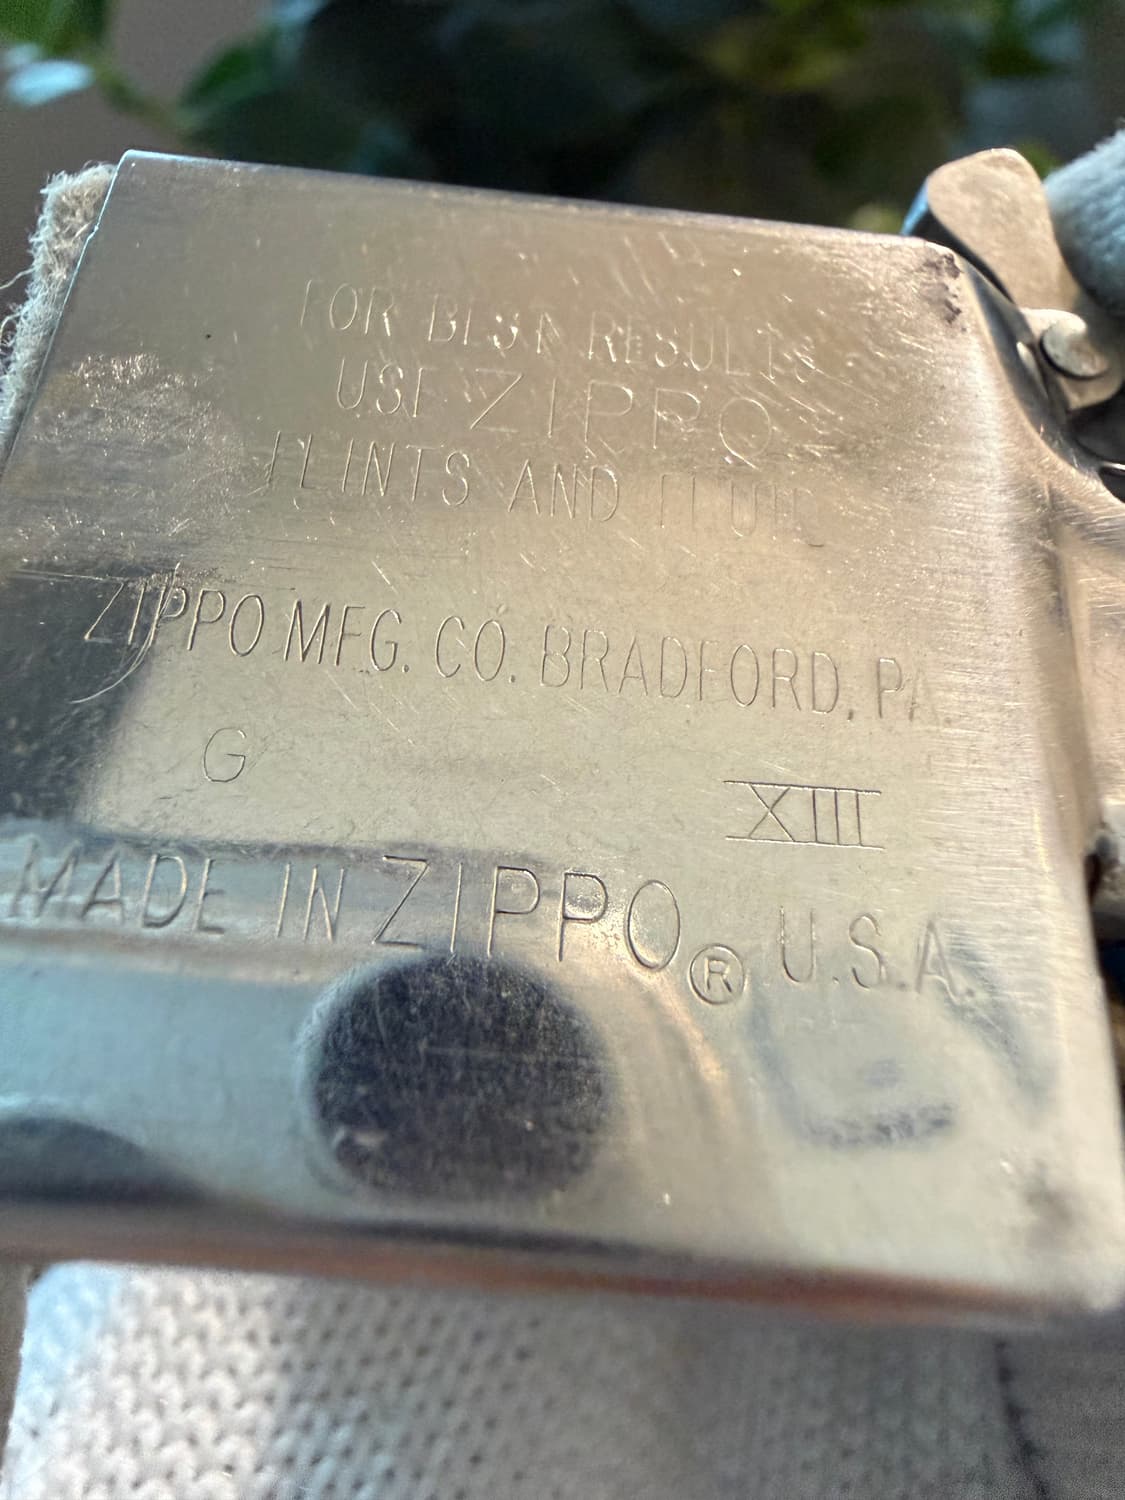 FOR BEST RESULTS
USE ZIPPO
FLINTS AND FLUID
ZIPPO MFG. CO. BRADFORD, PA.
G XIII
MADE IN ZIPPO® U.S.A.